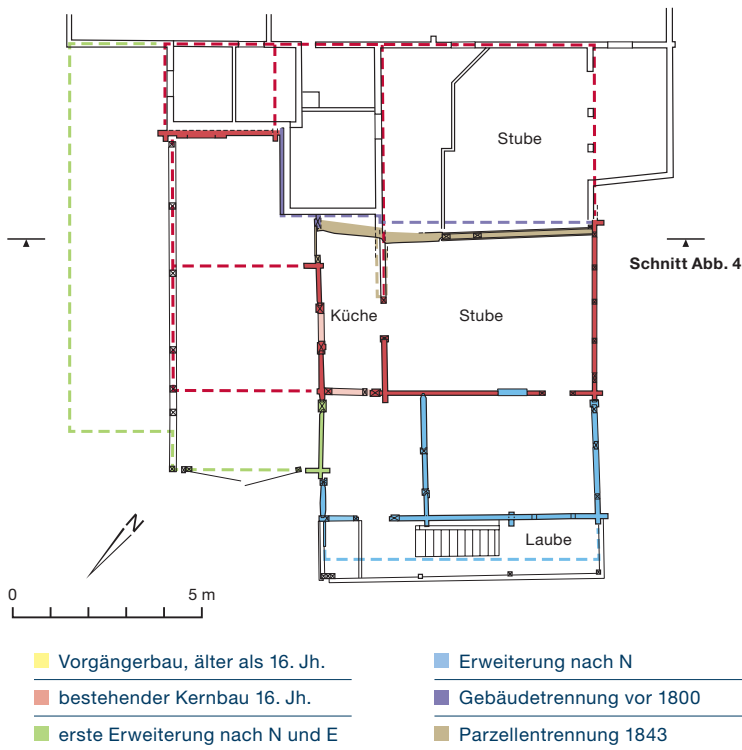 Stube
Schnitt Abb. 4
Küche
Stube
Laube
N
0 5 m
Vorgängerbau, älter als 16. Jh.
bestehender Kernbau 16. Jh.
erste Erweiterung nach N und E
Erweiterung nach N
Gebäudetrennung vor 1800
Parzellentrennung 1843